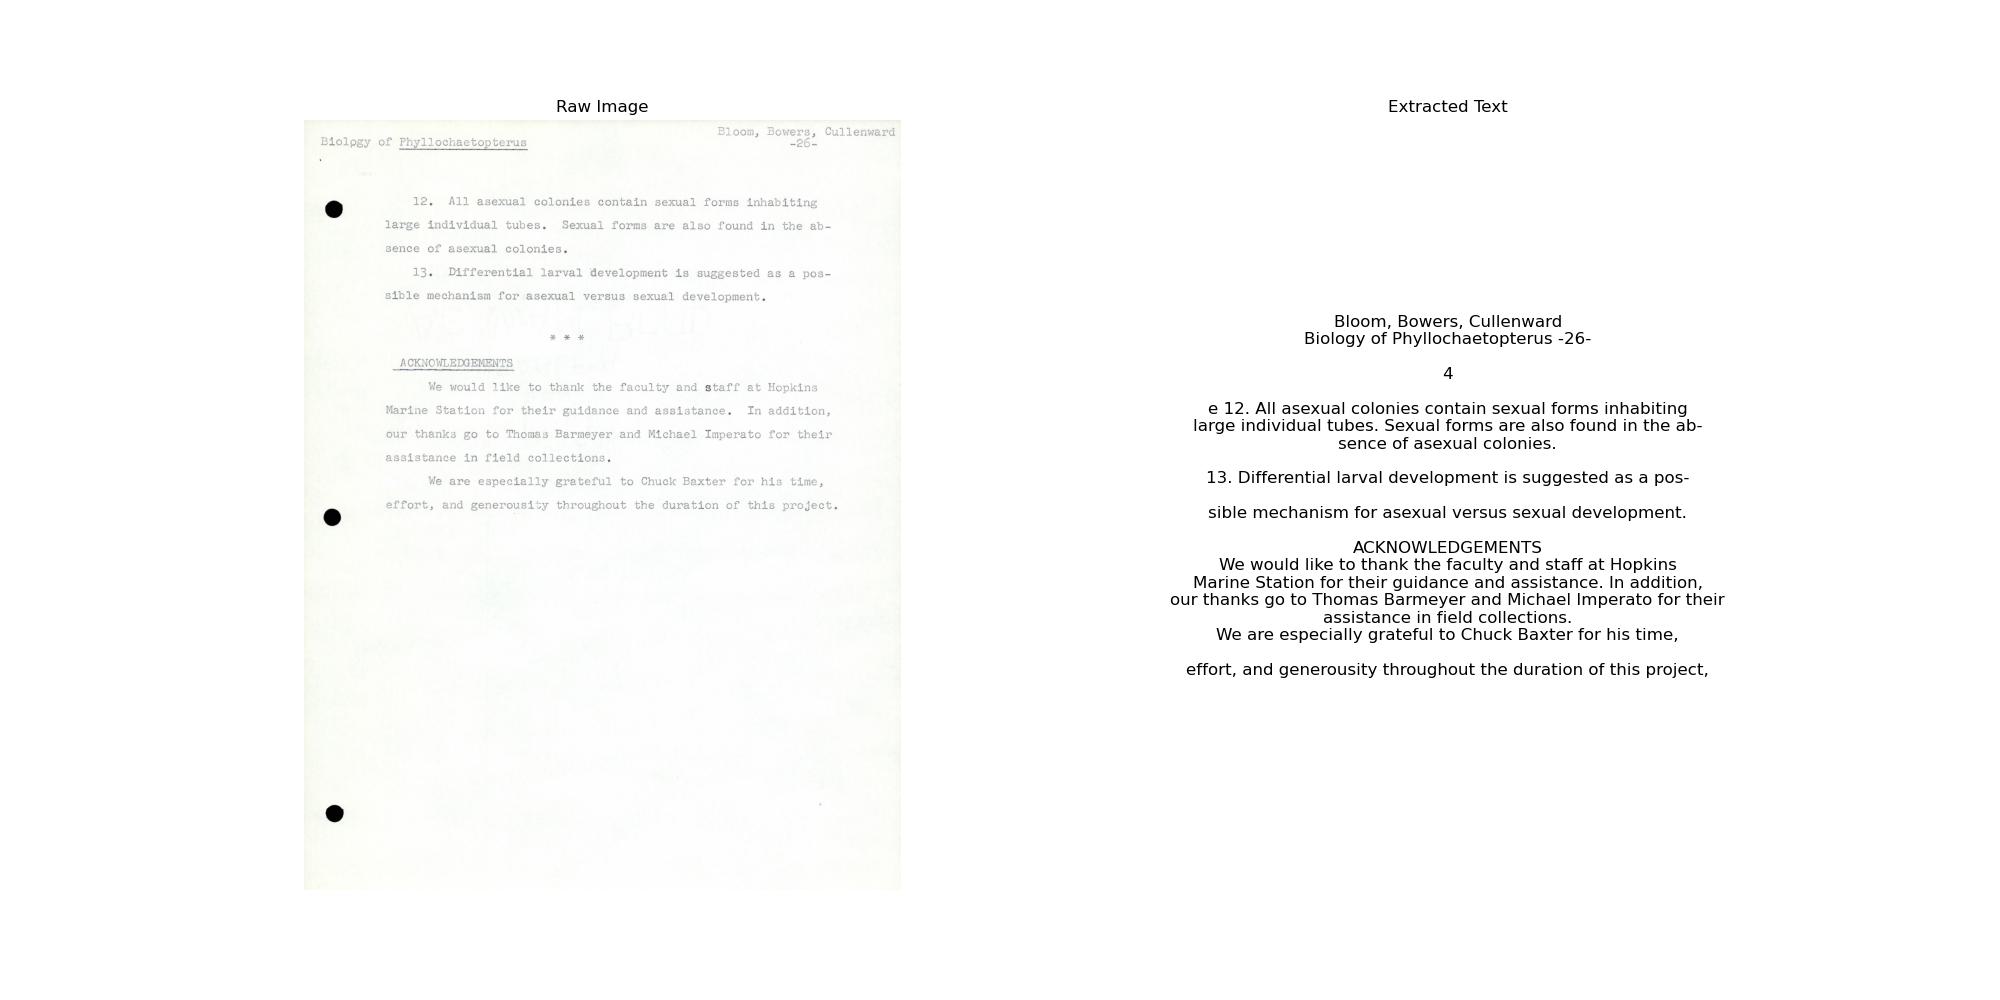 Raw Image
Bloom, Bowers, Cullenward
Biology of Phyllochaetopterus
-26-
12. All asexual colonies contain sexual forms inhabiting
large individual tubes. Sexual forms are also found in the ab-
sence of asexual colonies.
13. Differential larval development is suggested as a pos-
sible mechanism for asexual versus sexual development.
* * *
ACKNOWLEDGEMENTS
We would like to thank the faculty and staff at Hopkins
Marine Station for their guidance and assistance. In addition,
our thanks go to Thomas Barmeyer and Michael Imperato for their
assistance in field collections.
We are especially grateful to Chuck Baxter for his time,
effort, and generousity throughout the duration of this project.
Extracted Text
Bloom, Bowers, Cullenward
Biology of Phyllochaetopterus -26-
4
e 12. All asexual colonies contain sexual forms inhabiting
large individual tubes. Sexual forms are also found in the ab-
sence of asexual colonies.
13. Differential larval development is suggested as a pos-
sible mechanism for asexual versus sexual development.
ACKNOWLEDGEMENTS
We would like to thank the faculty and staff at Hopkins
Marine Station for their guidance and assistance. In addition,
our thanks go to Thomas Barmeyer and Michael Imperato for their
assistance in field collections.
We are especially grateful to Chuck Baxter for his time,
effort, and generousity throughout the duration of this project,